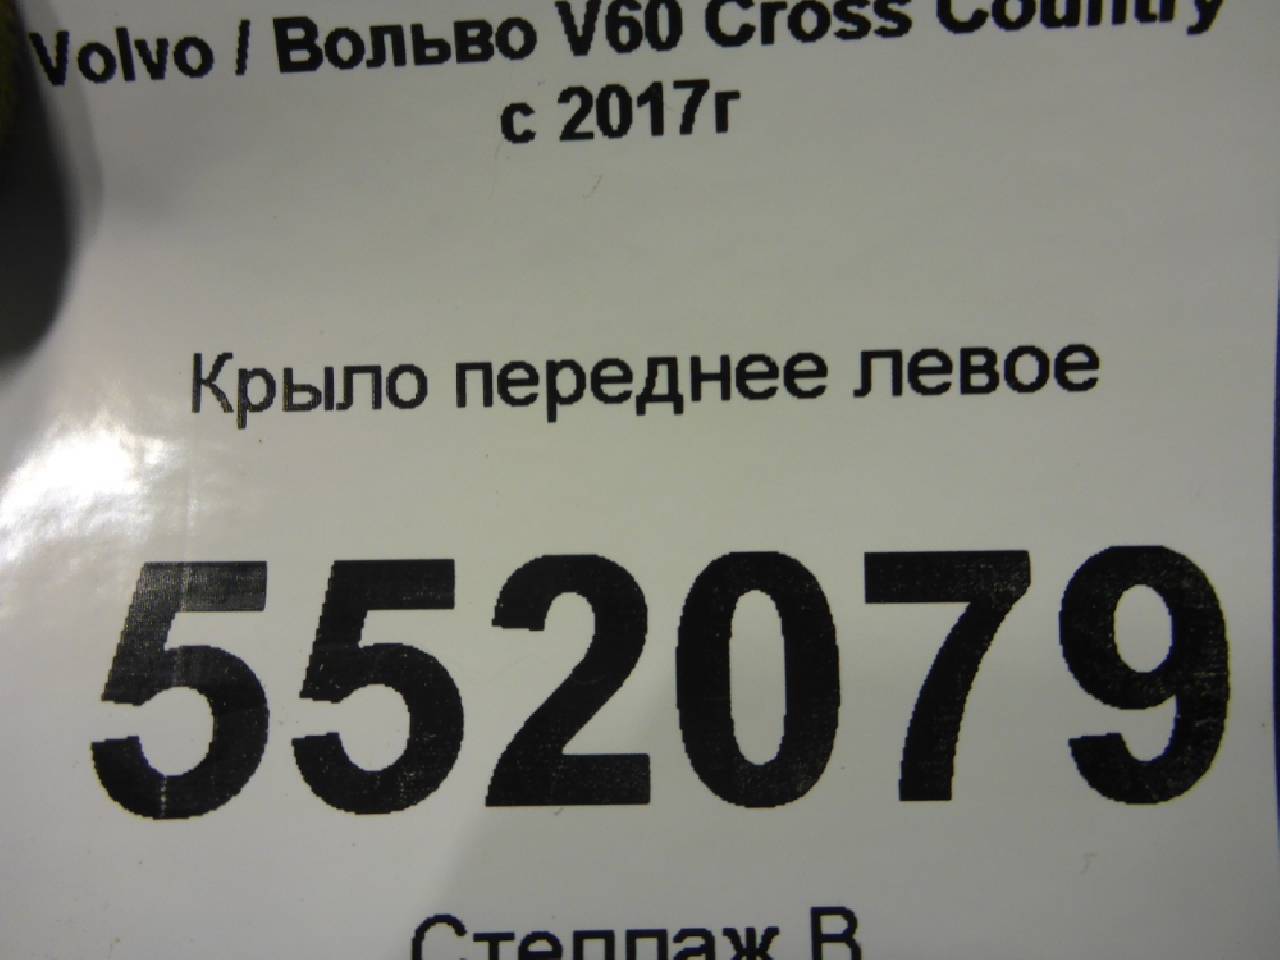 Volvo / Вольво V60 Cross Country
с 2017г
Крыло переднее левое
552079
Стеллаж В